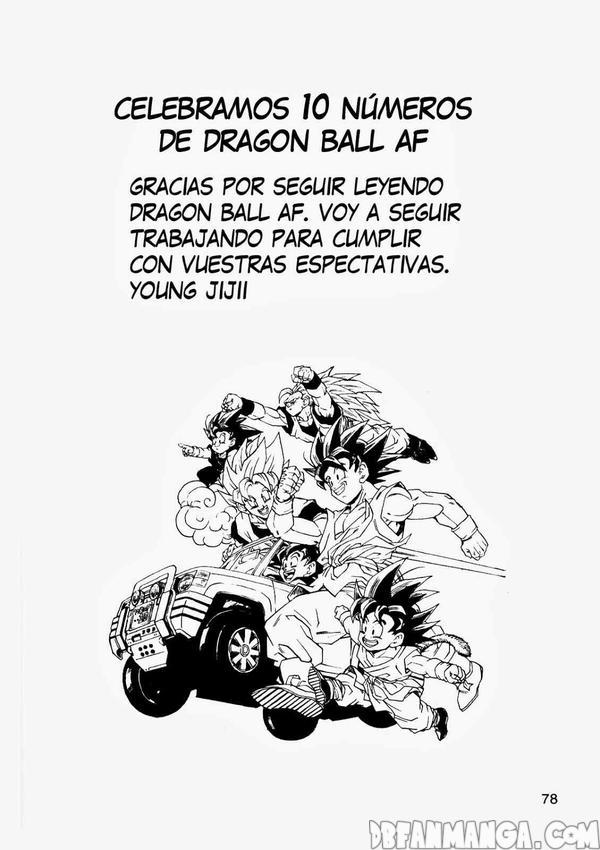 CELEBRAMOS 10 NÚMEROS
DE DRAGON BALL AF
GRACIAS POR SEGUIR LEYENDO
DRAGON BALL AF. VOY A SEGUIR
TRABAJANDO PARA CUMPLIR
CON VUESTRAS ESPECTATIVAS.
YOUNG JIJII
78
DBFANMANGA.COM